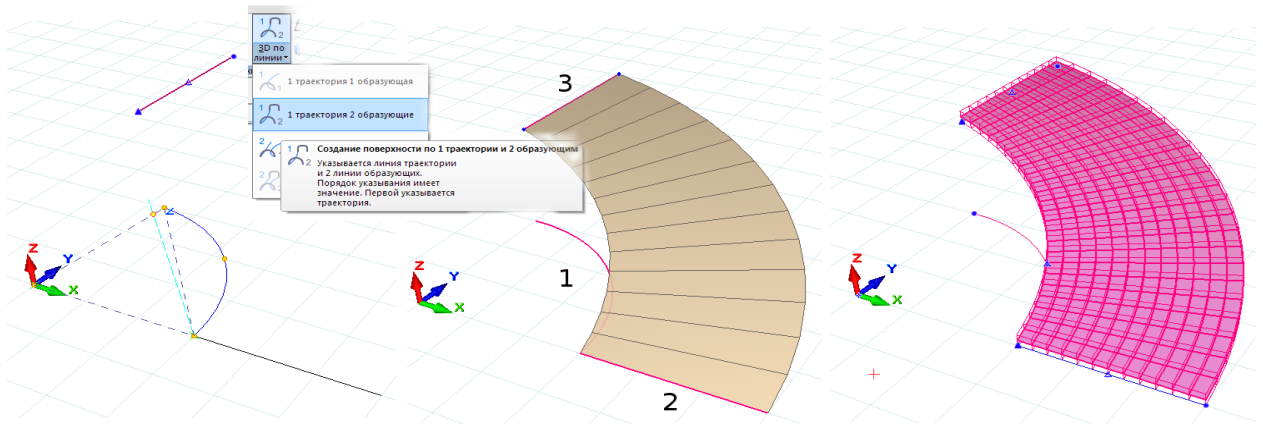 1
2
3D по
линии
1 траектория 1 образующая
1 траектория 2 образующие
Создание поверхности по 1 траектории и 2 образующим
Указывается линия траектории
и 2 линии образующих.
Порядок указывания имеет
значение. Первой указывается
траектория.
Z
Y
X
3
1
2
Z
Y
X
Z
Y
X